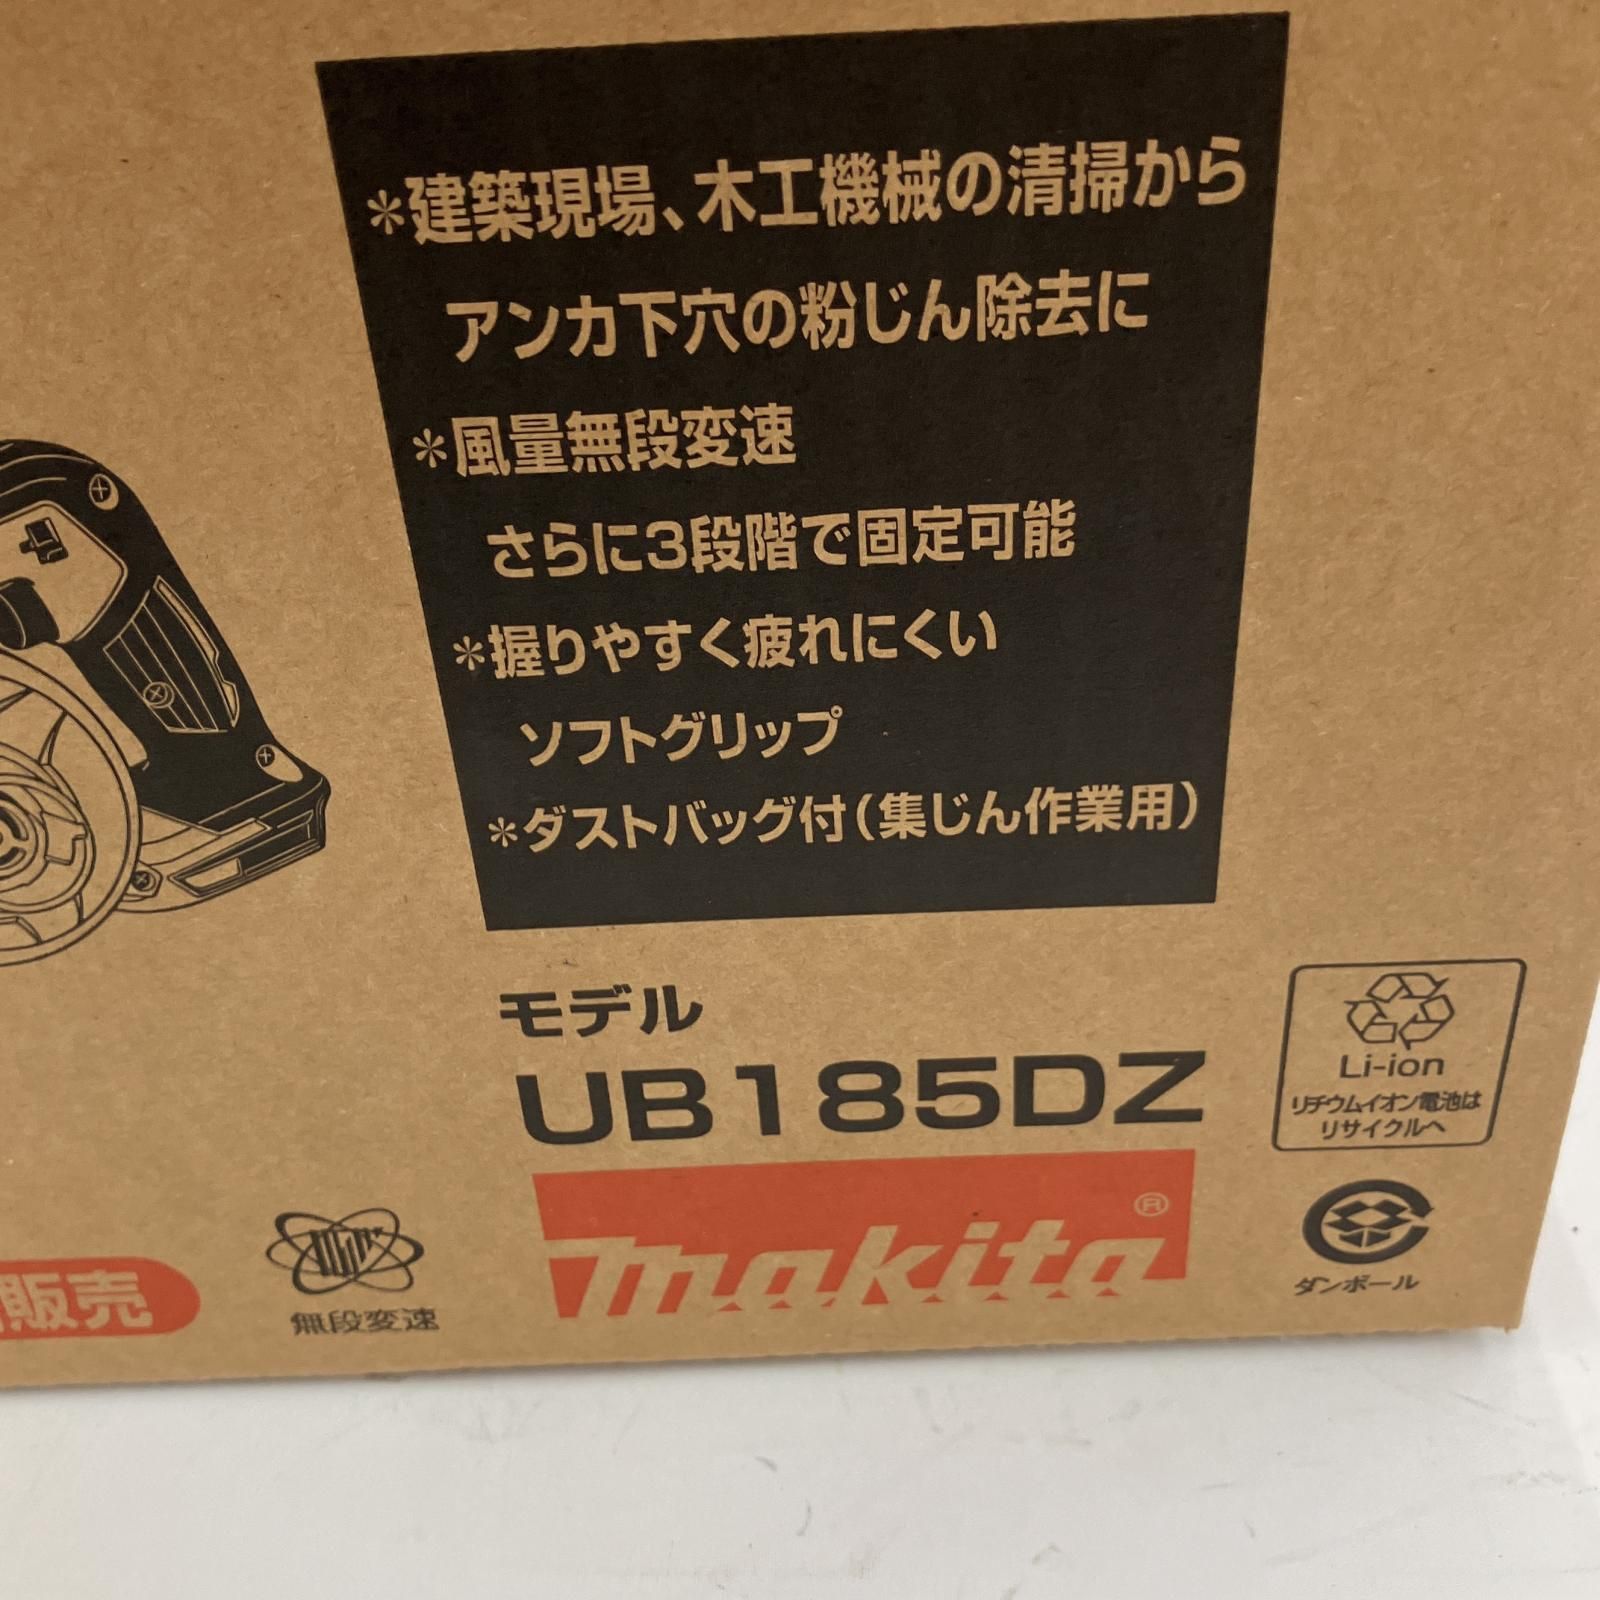 *建築現場、木工機械の清掃から
アンカ下穴の粉じん除去に
*風量無段変速
さらに3段階で固定可能
*握りやすく疲れにくい
ソフトグリップ
*ダストバッグ付(集じん作業用)
モデル
UB185DZ
makita®
Li-ion
リチウムイオン電池は
リサイクルへ
ダンボール
無段変速
販売